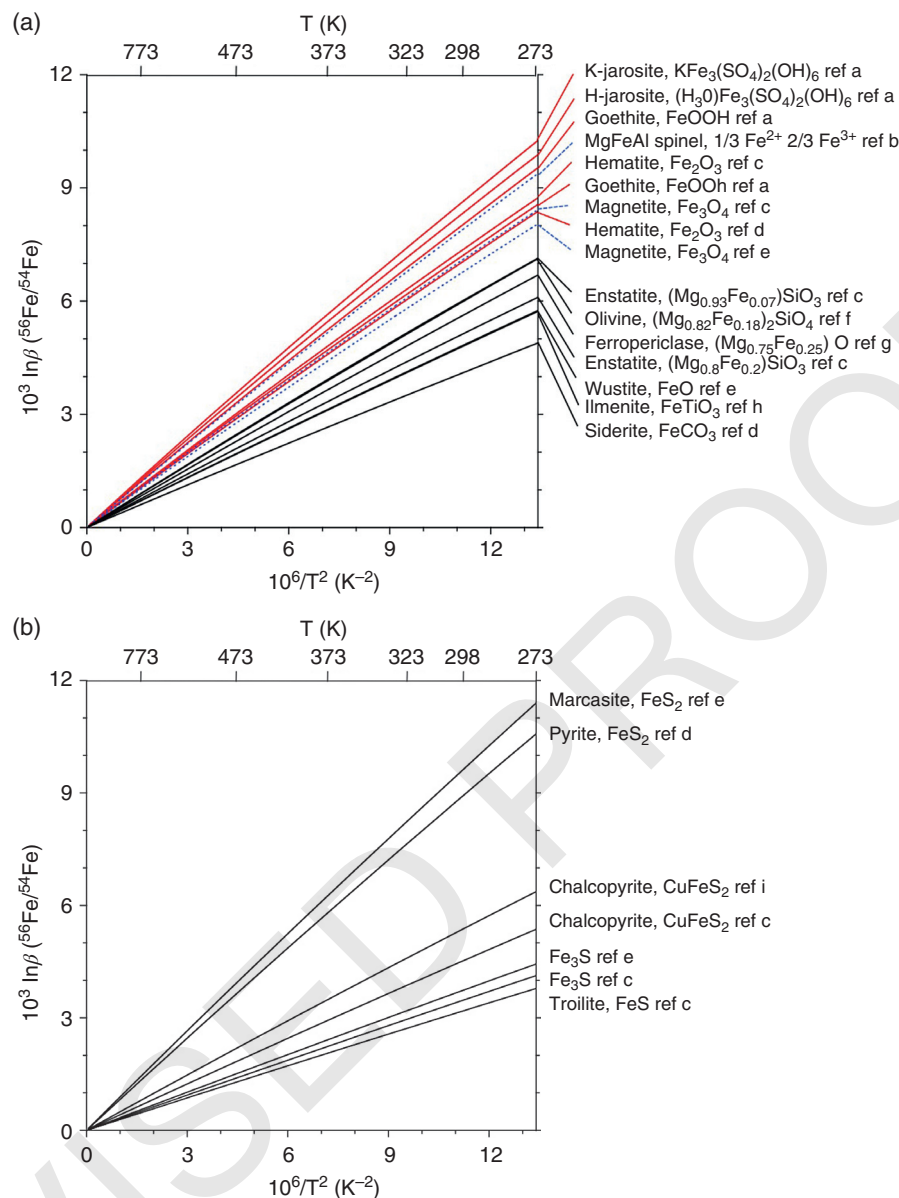 (a)
T (K)
773 473 373 323 298 273
12
9
6
3
0
10³ lnβ (⁵⁶Fe/⁵⁴Fe)
K-jarosite, KFe₃(SO₄)₂(OH)₆ ref a
H-jarosite, (H₃0)Fe₃(SO₄)₂(OH)₆ ref a
Goethite, FeOOH ref a
MgFeAl spinel, 1/3 Fe²⁺ 2/3 Fe³⁺ ref b
Hematite, Fe₂O₃ ref c
Goethite, FeOOh ref a
Magnetite, Fe₃O₄ ref c
Hematite, Fe₂O₃ ref d
Magnetite, Fe₃O₄ ref e
Enstatite, (Mg₀.₉₃Fe₀.₀₇)SiO₃ ref c
Olivine, (Mg₀.₈₂Fe₀.₁₈)₂SiO₄ ref f
Ferropericlase, (Mg₀.₇₅Fe₀.₂₅) O ref g
Enstatite, (Mg₀.₈Fe₀.₂)SiO₃ ref c
Wustite, FeO ref e
Ilmenite, FeTiO₃ ref h
Siderite, FeCO₃ ref d
0 3 6 9 12
10⁶/T² (K⁻²)
(b)
T (K)
773 473 373 323 298 273
12
9
6
3
0
10³ lnβ (⁵⁶Fe/⁵⁴Fe)
Marcasite, FeS₂ ref e
Pyrite, FeS₂ ref d
Chalcopyrite, CuFeS₂ ref i
Chalcopyrite, CuFeS₂ ref c
Fe₃S ref e
Fe₃S ref c
Troilite, FeS ref c
0 3 6 9 12
10⁶/T² (K⁻²)
VISED PROO